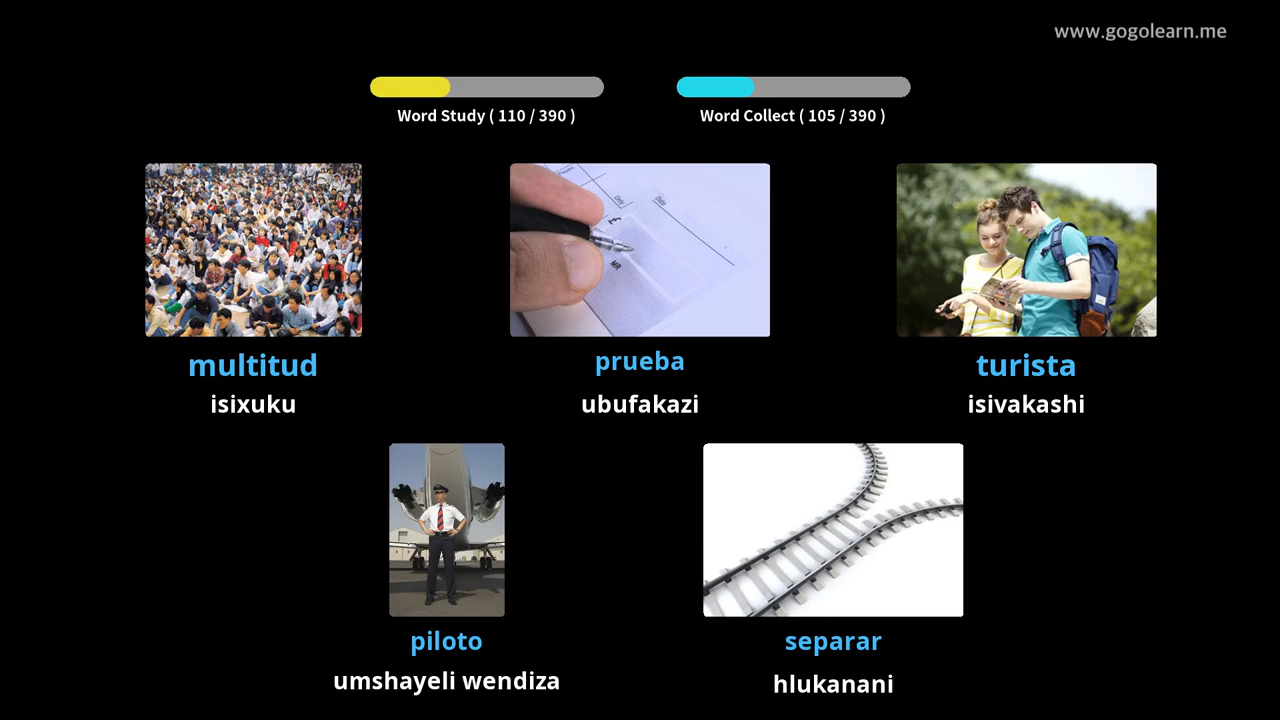 www.gogolearn.me
Word Study ( 110 / 390 )
Word Collect ( 105 / 390 )
multitud
isixuku
prueba
ubufakazi
turista
isivakashi
piloto
umshayeli wendiza
separar
hlukanani